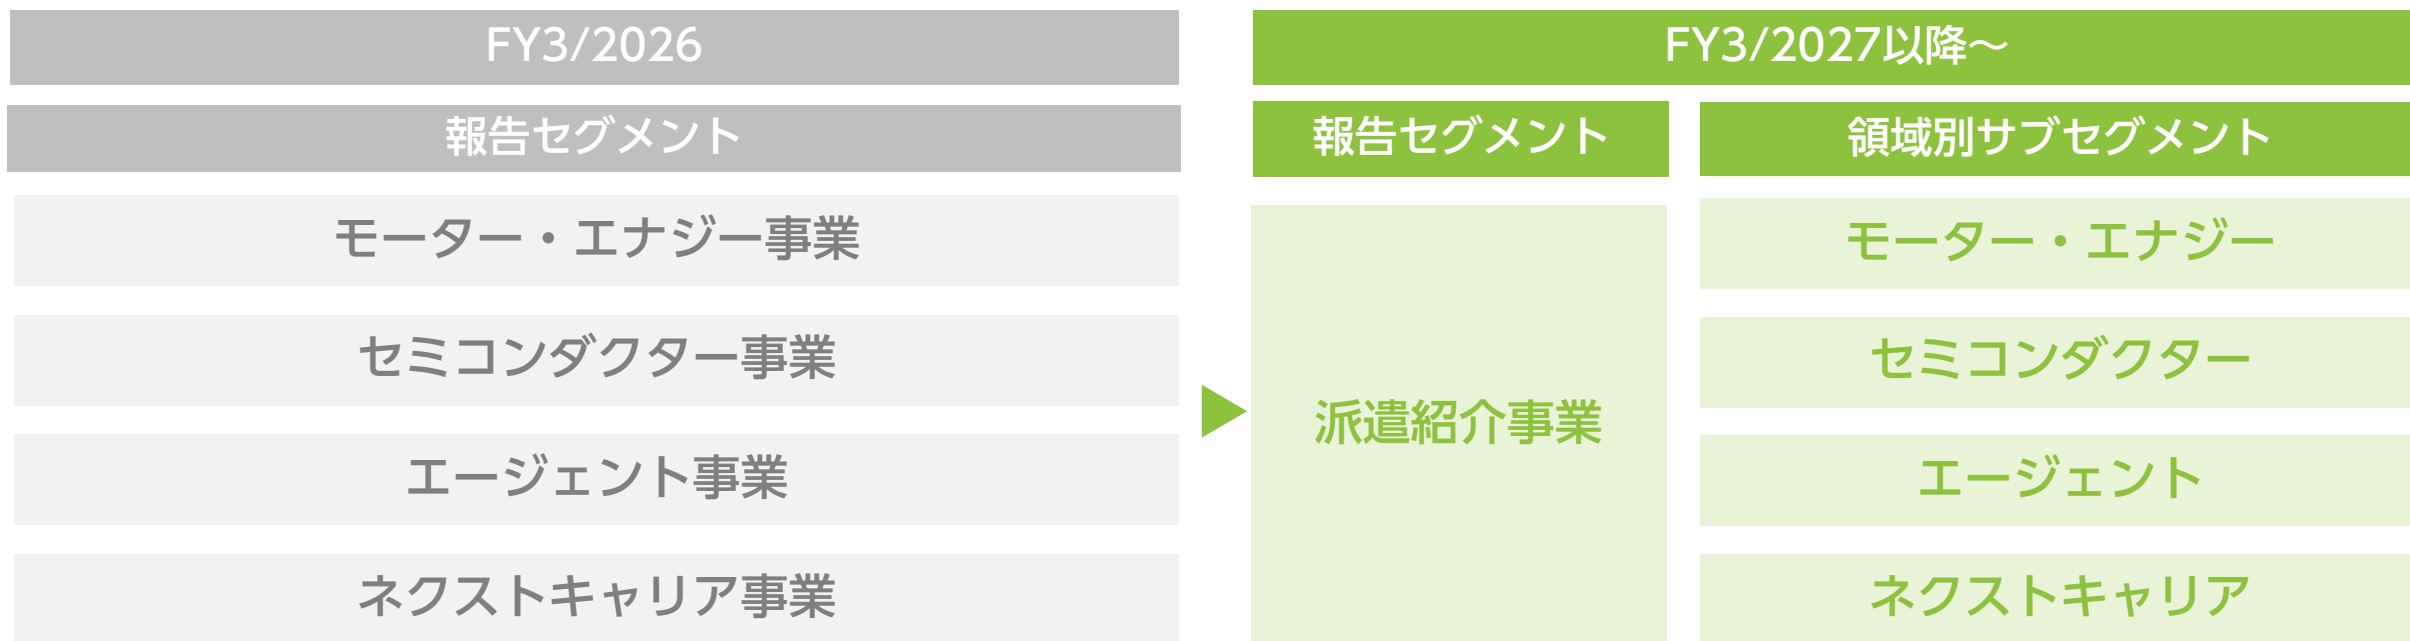 FY3/2026
報告セグメント
モーター・エナジー事業
セミコンダクター事業
エージェント事業
ネクストキャリア事業
FY3/2027以降～
報告セグメント
派遣紹介事業
領域別サブセグメント
モーター・エナジー
セミコンダクター
エージェント
ネクストキャリア